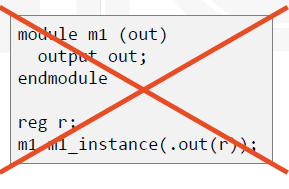 module m1 (out)
  output out;
endmodule

reg r;
m1 m1_instance(.out(r));